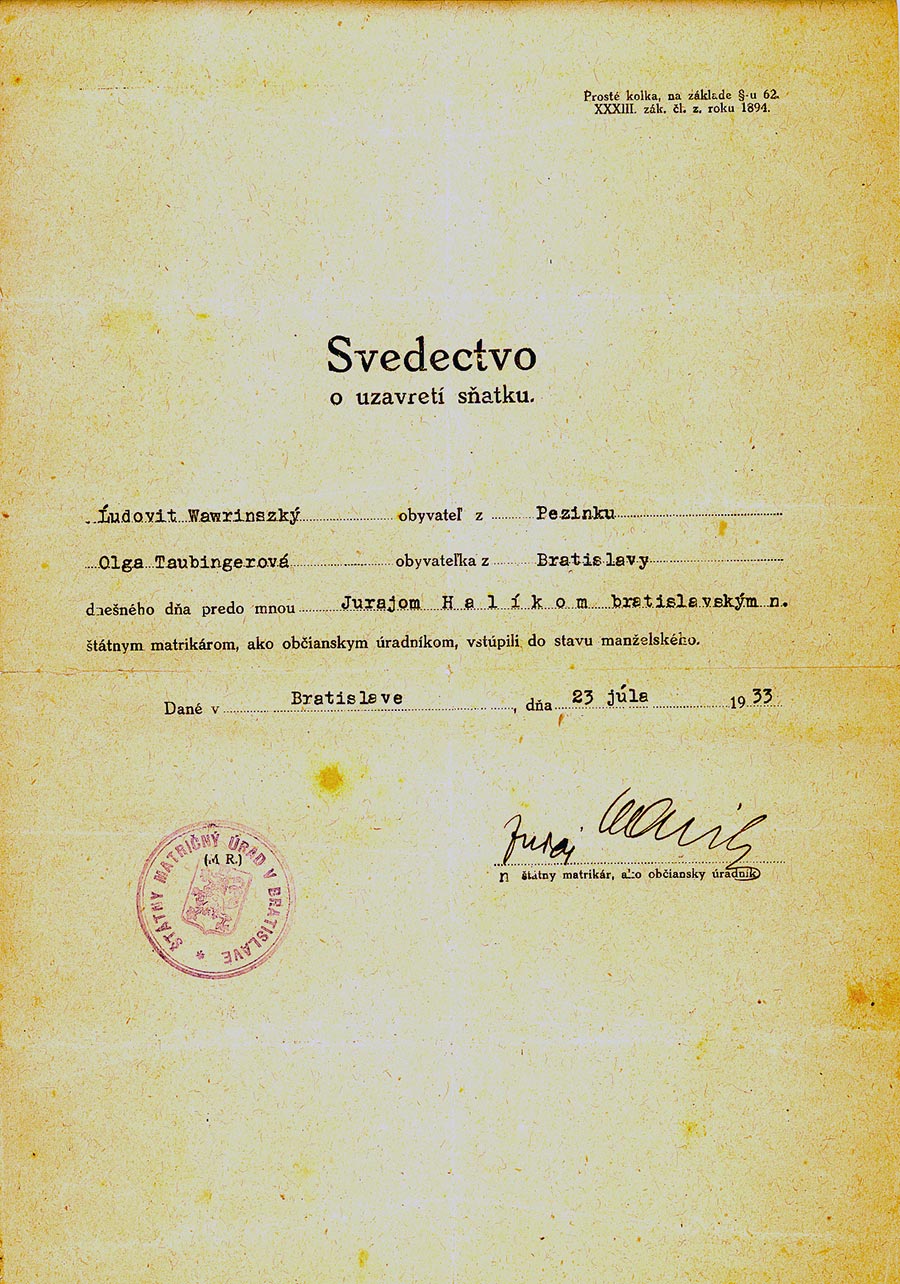 Prosté kolka, na základe §-u 62.
XXXIII. zák. čl. z. roku 1894.
Svedectvo
o uzavretí sňatku.
Ĺudovit Wawrinszký obyvateľ z Pezinku
Olga Taubingerová obyvateľka z Bratislavy
dnešného dňa predo mnou Jurajom Halíkom bratislavským n.
štátnym matrikárom, ako občianskym úradníkom, vstúpili do stavu manželského.
Dané v Bratislave, dňa 23 júla 1933
Juraj
n štátny matrikár, ako občiansky úradník
ŠTÁTNY MATRIČNÝ ÚRAD V BRATISLAVE *
(M R.)